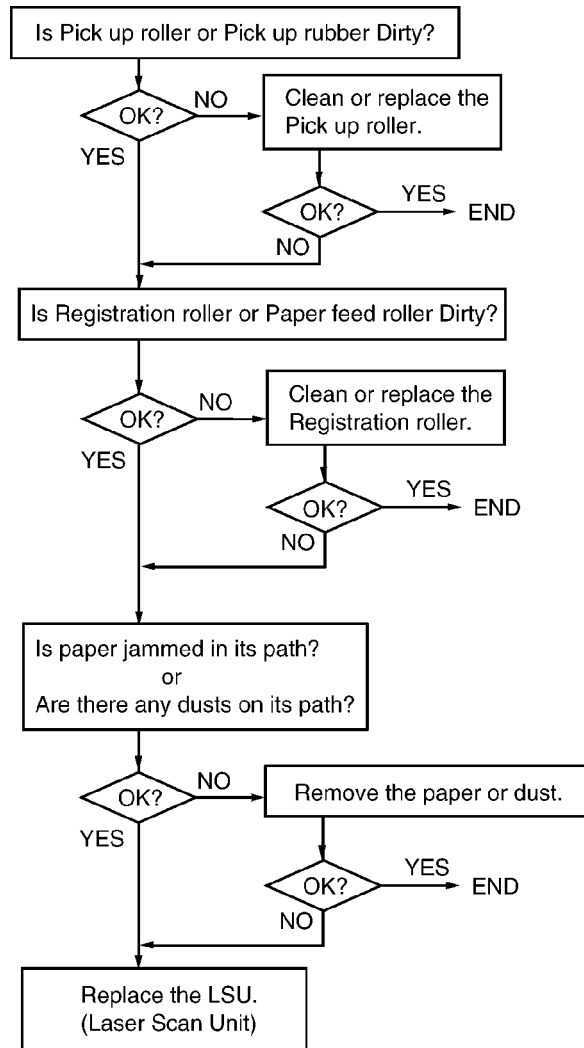 Is Pick up roller or Pick up rubber Dirty?
OK?
NO
Clean or replace the
Pick up roller.
YES
OK?
YES
END
NO
Is Registration roller or Paper feed roller Dirty?
OK?
NO
Clean or replace the
Registration roller.
YES
OK?
YES
END
NO
Is paper jammed in its path?
or
Are there any dusts on its path?
OK?
NO
Remove the paper or dust.
YES
OK?
YES
END
NO
Replace the LSU.
(Laser Scan Unit)